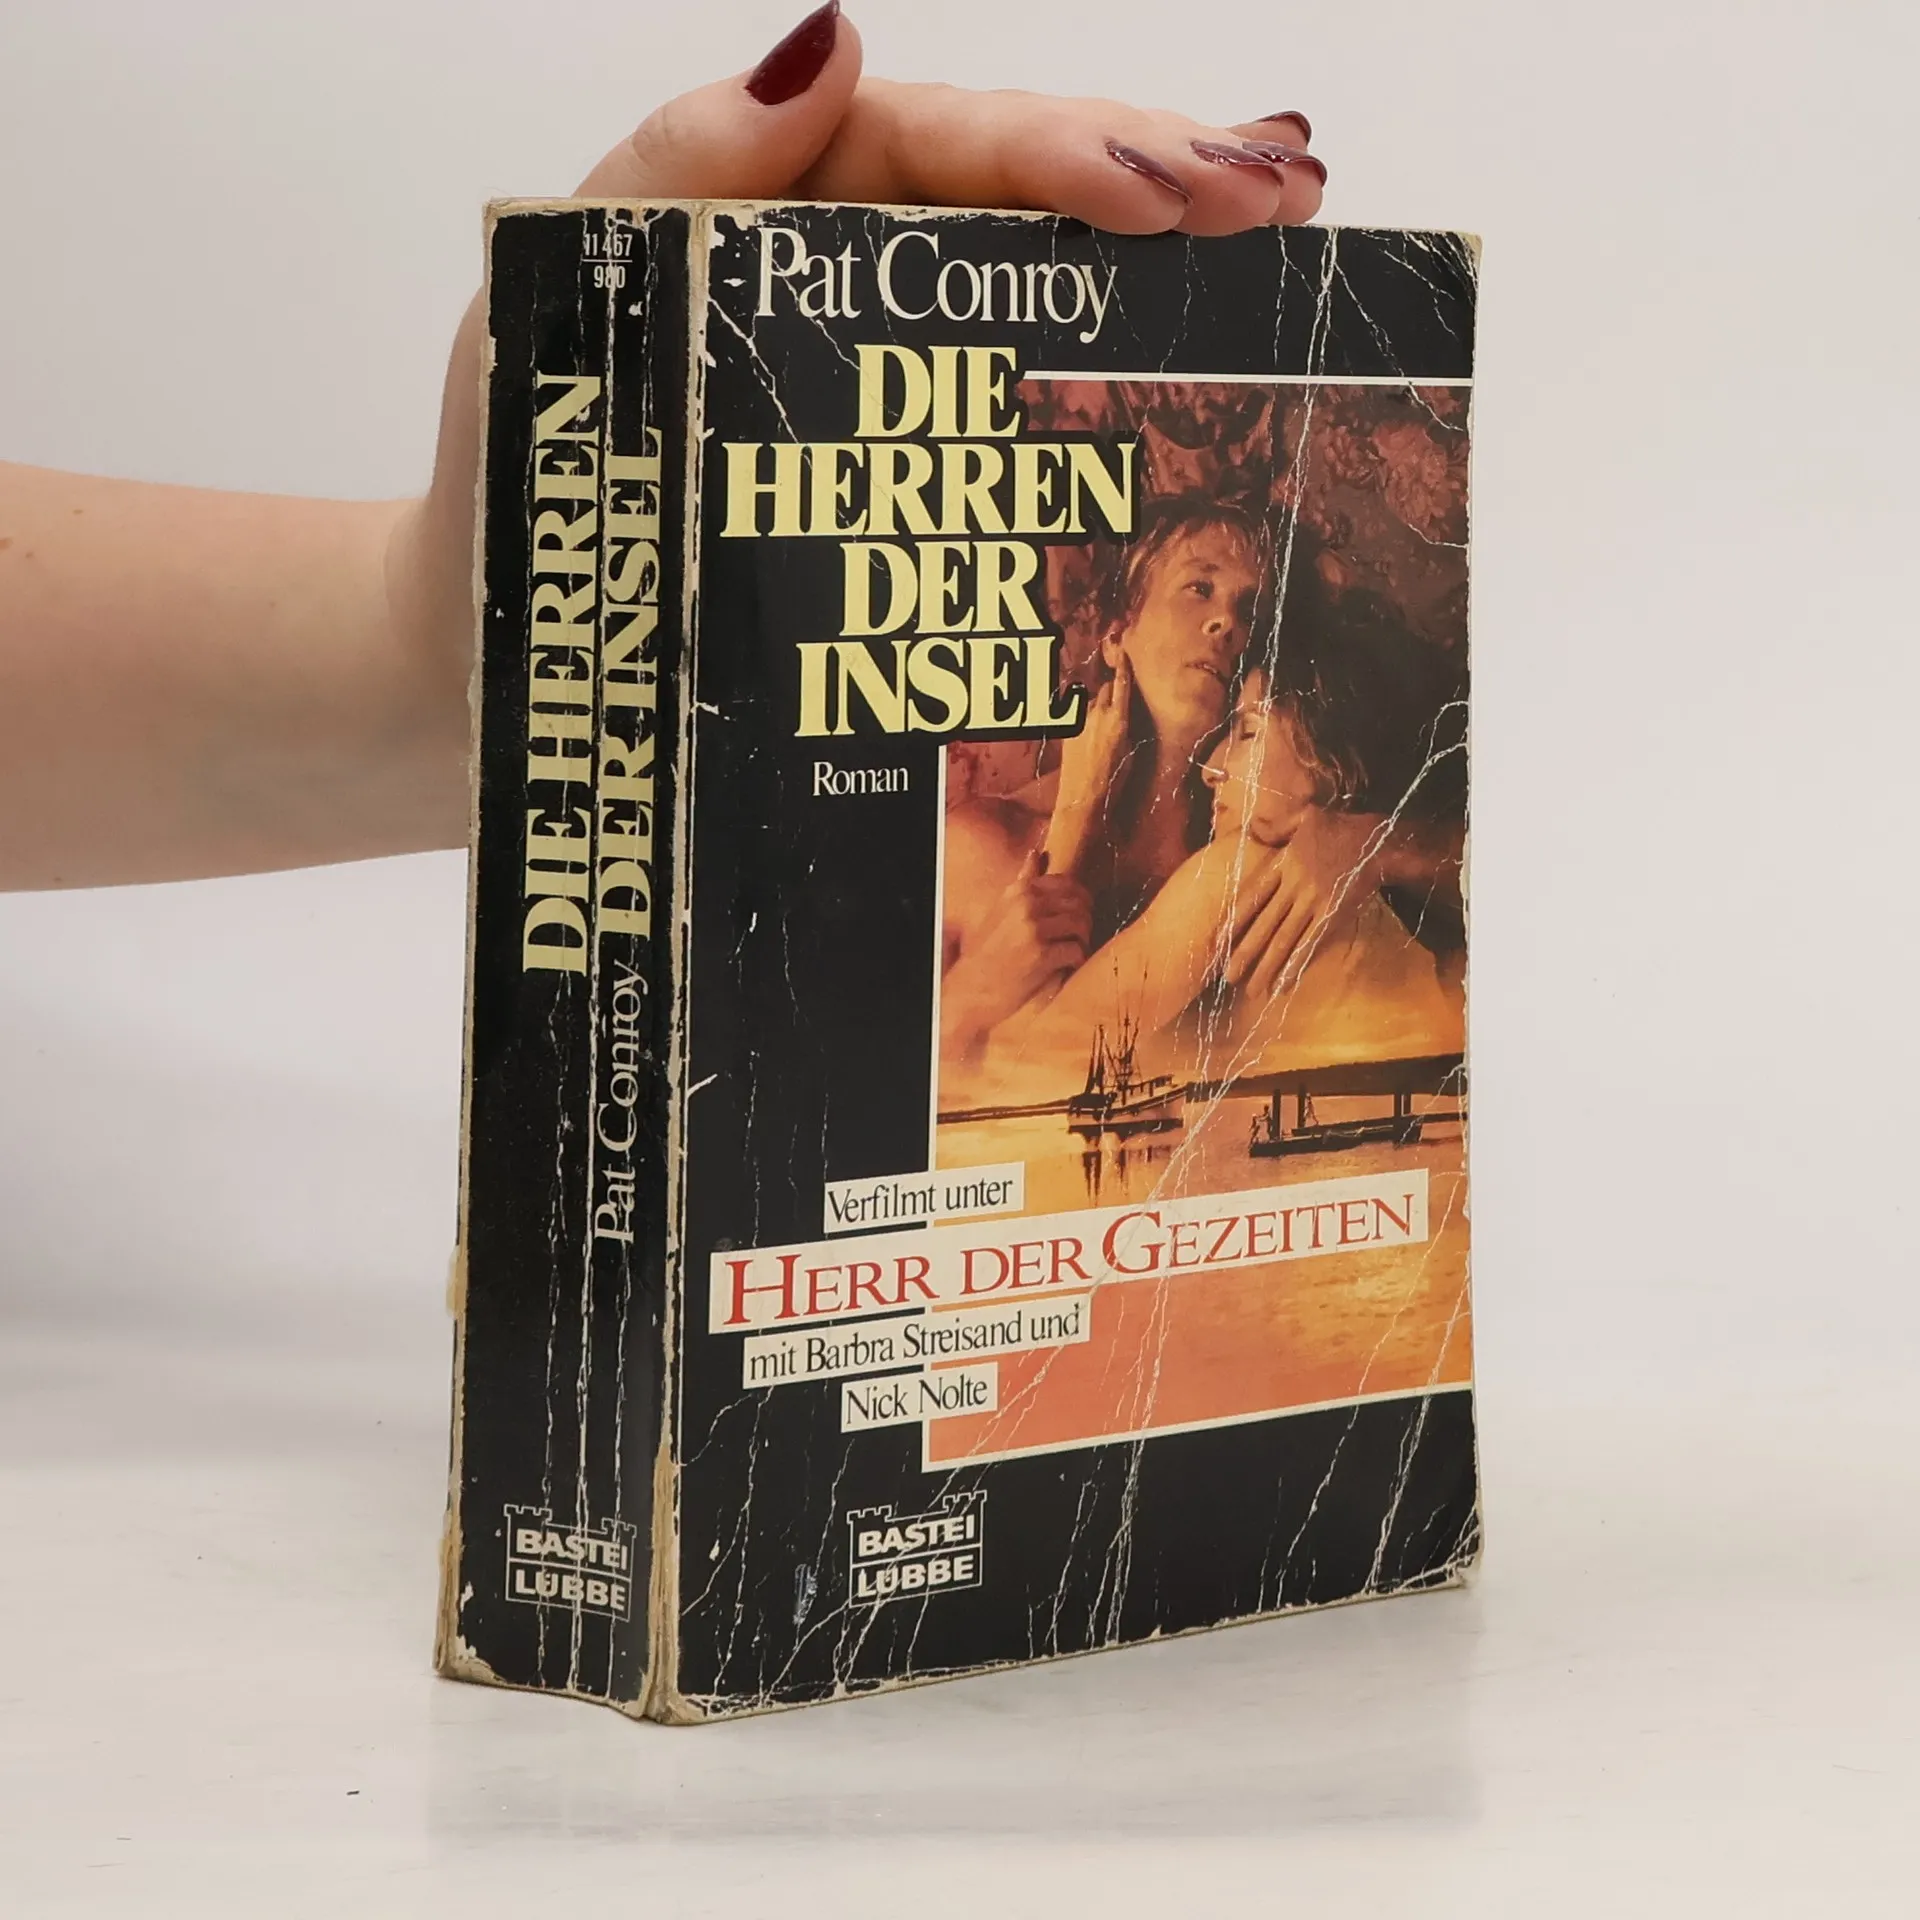 11467
980
DIE HERREN
DER INSEL
Pat Conroy
BASTEI
LÜBBE
Pat Conroy
DIE
HERREN
DER
INSEL
Roman
Verfilmt unter
HERR DER GEZEITEN
mit Barbra Streisand und
Nick Nolte
BASTEI
LÜBBE